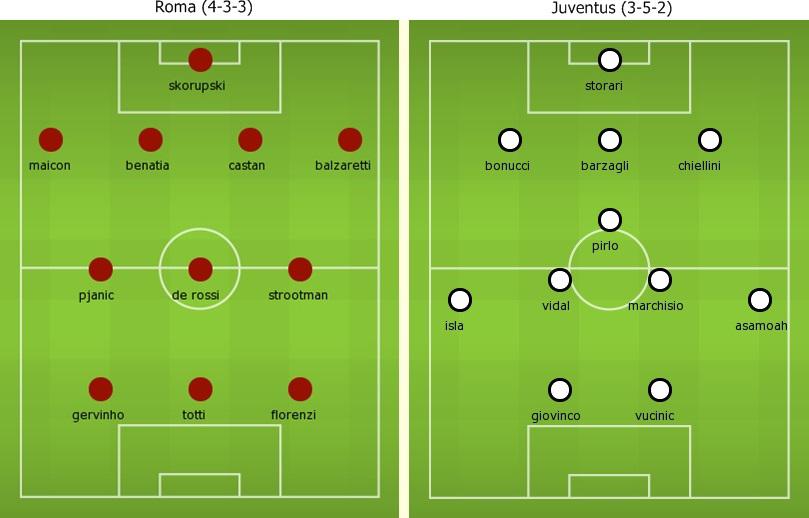 Roma (4-3-3)
skorupski
maicon benatia castan balzaretti
pjanic de rossi strootman
gervinho totti florenzi
Juventus (3-5-2)
storari
bonucci barzagli chiellini
pirlo
vidal marchisio
isla asamoah
giovinco vucinic